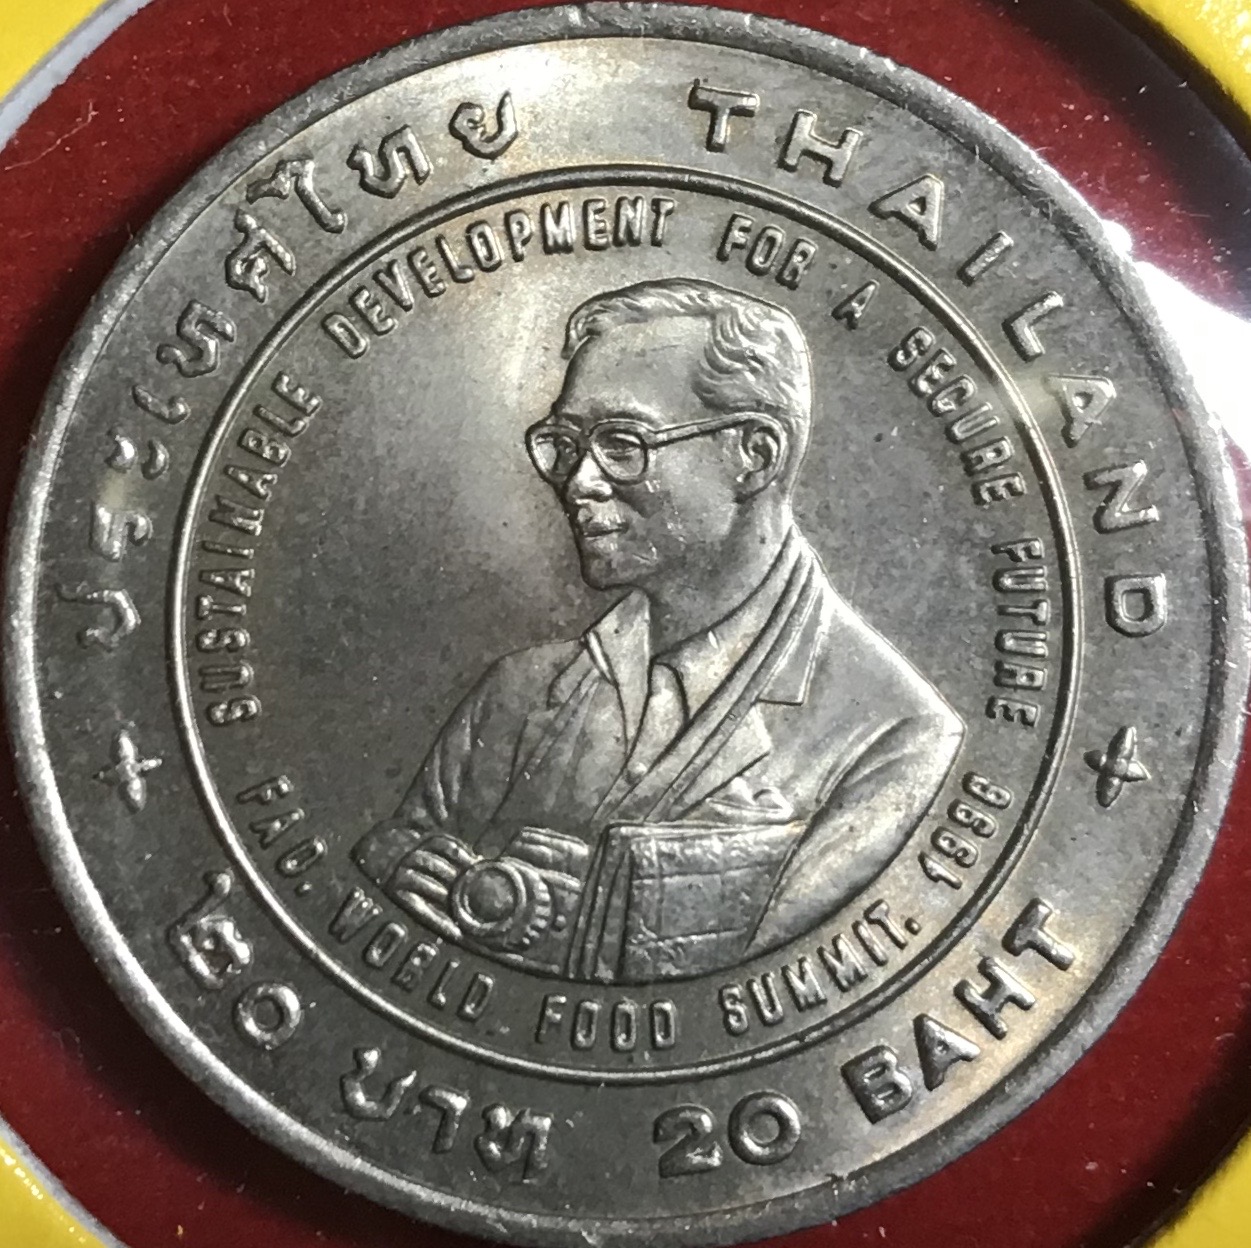 ประเทศไทย THAILAND
SUSTAINABLE DEVELOPMENT FOR A SECURE FUTURE
FAO. WORLD FOOD SUMMIT. 1996
๒๐ บาท 20 BAHT